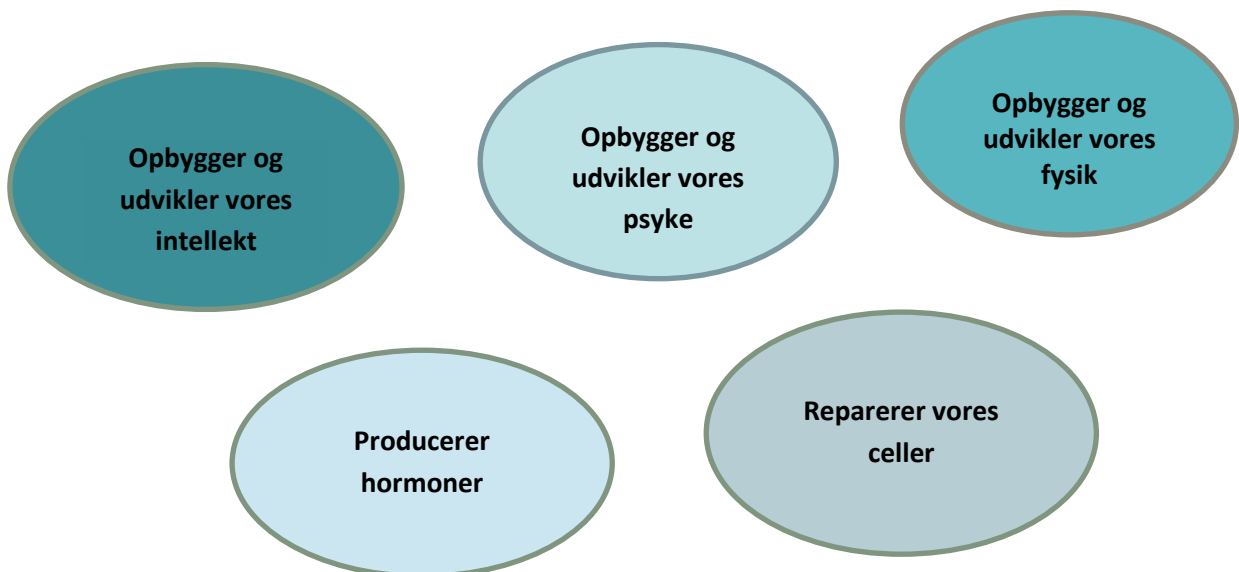 Opbygger og
udvikler vores
intellekt
Opbygger og
udvikler vores
psyke
Opbygger og
udvikler vores
fysik
Producerer
hormoner
Reparerer vores
celler